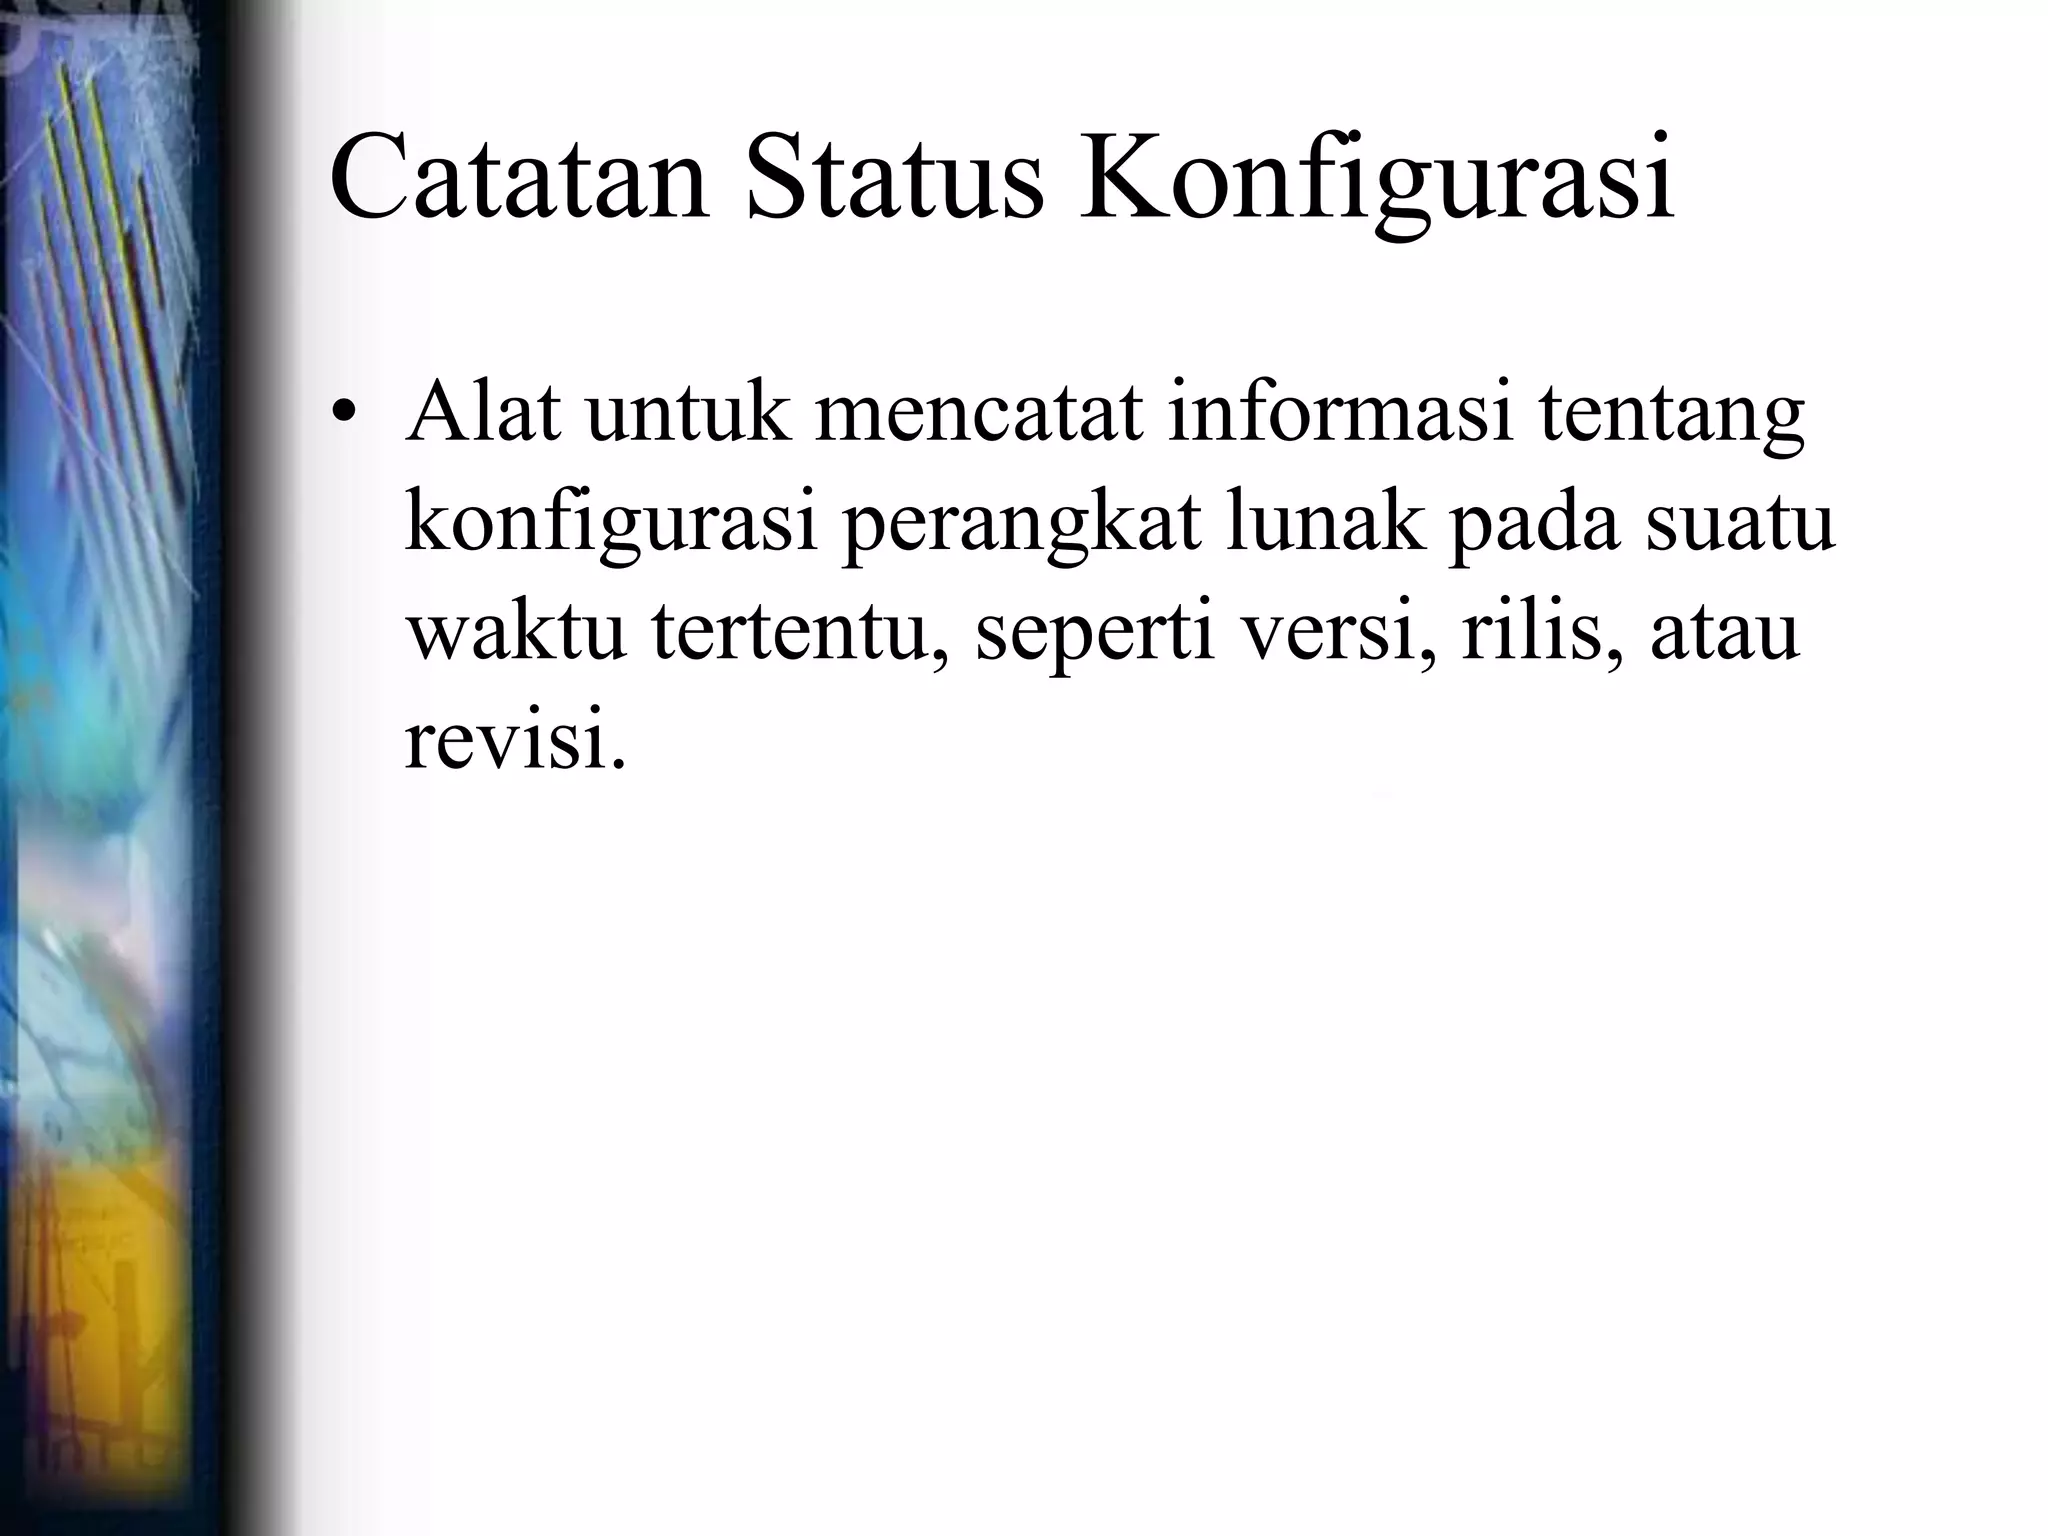 Catatan Status Konfigurasi
• Alat untuk mencatat informasi tentang
konfigurasi perangkat lunak pada suatu
waktu tertentu, seperti versi, rilis, atau
revisi.